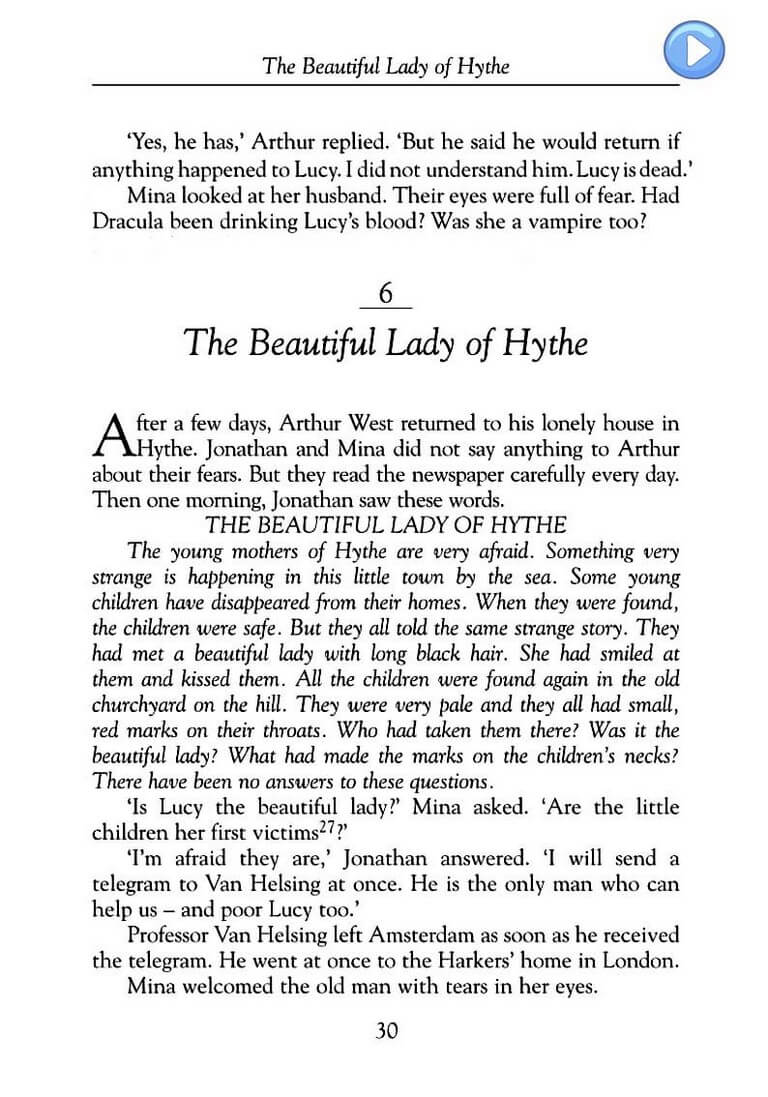 The Beautiful Lady of Hythe
‘Yes, he has,’ Arthur replied. ‘But he said he would return if
anything happened to Lucy. I did not understand him. Lucy is dead.’
Mina looked at her husband. Their eyes were full of fear. Had
Dracula been drinking Lucy’s blood? Was she a vampire too?
6
The Beautiful Lady of Hythe
After a few days, Arthur West returned to his lonely house in
Hythe. Jonathan and Mina did not say anything to Arthur
about their fears. But they read the newspaper carefully every day.
Then one morning, Jonathan saw these words.
THE BEAUTIFUL LADY OF HYTHE
The young mothers of Hythe are very afraid. Something very
strange is happening in this little town by the sea. Some young
children have disappeared from their homes. When they were found,
the children were safe. But they all told the same strange story. They
had met a beautiful lady with long black hair. She had smiled at
them and kissed them. All the children were found again in the old
churchyard on the hill. They were very pale and they all had small,
red marks on their throats. Who had taken them there? Was it the
beautiful lady? What had made the marks on the children’s necks?
There have been no answers to these questions.
‘Is Lucy the beautiful lady?’ Mina asked. ‘Are the little
children her first victims27?’
‘I’m afraid they are,’ Jonathan answered. ‘I will send a
telegram to Van Helsing at once. He is the only man who can
help us – and poor Lucy too.’
Professor Van Helsing left Amsterdam as soon as he received
the telegram. He went at once to the Harkers’ home in London.
Mina welcomed the old man with tears in her eyes.
30